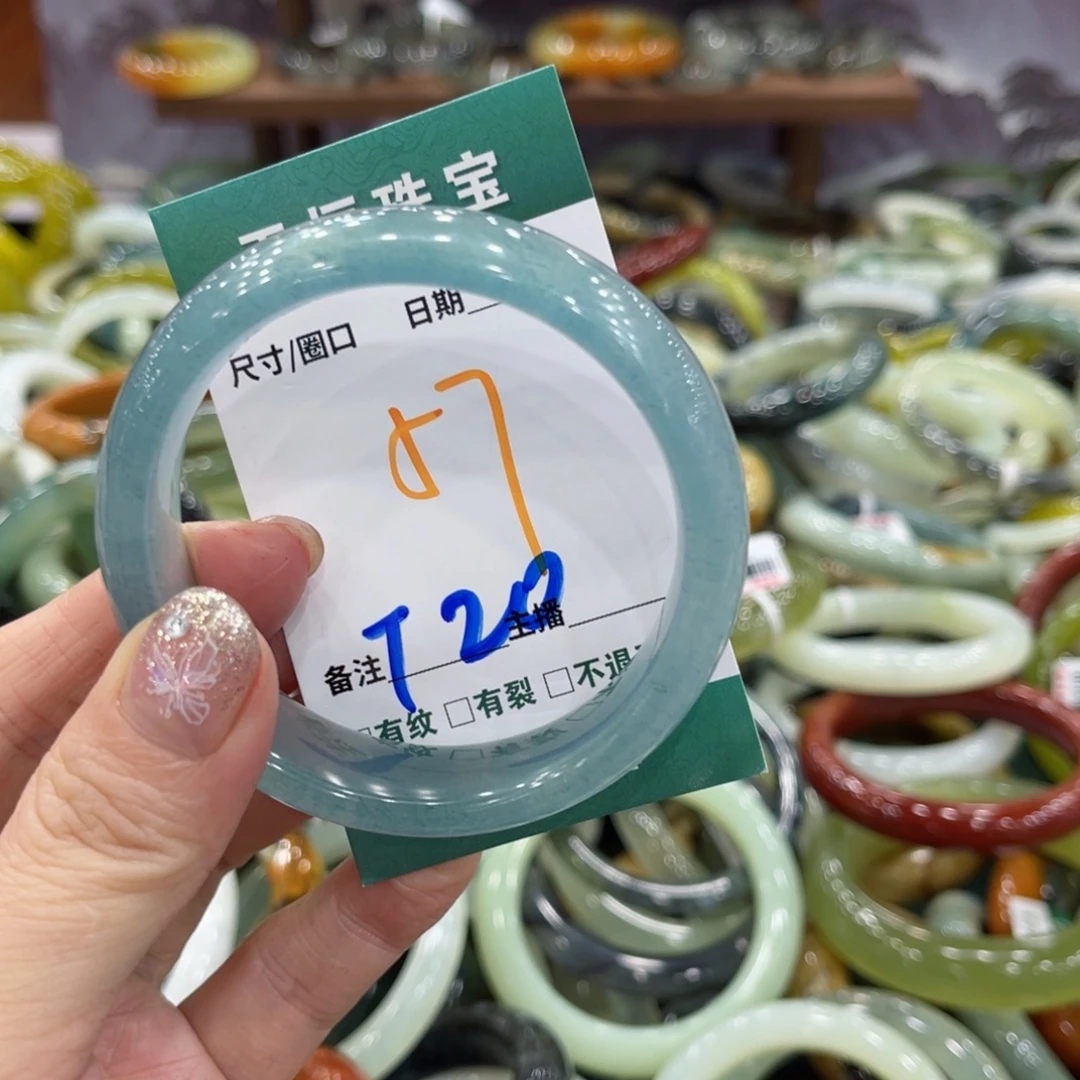 珠宝
尺寸/圈口 日期
57
T20
备注 主播
有纹 □有裂 □不退